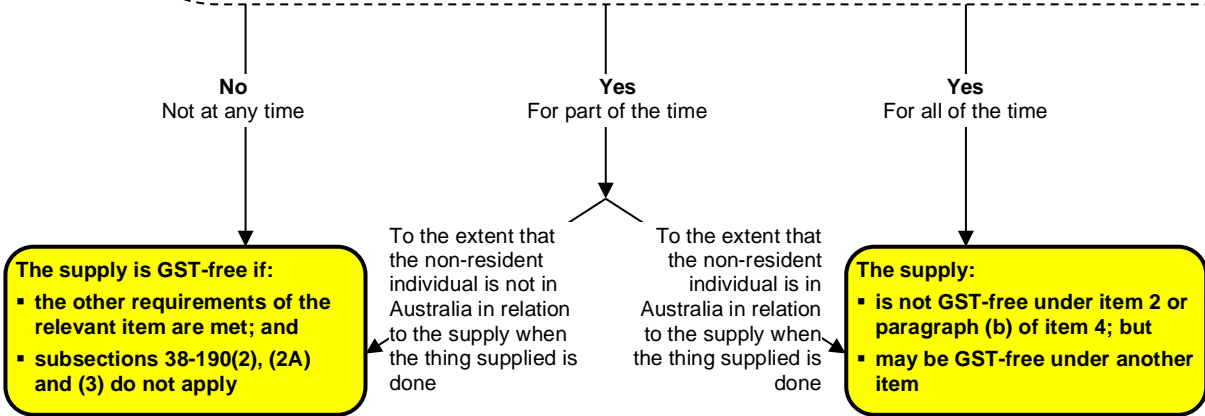 No
Not at any time
Yes
For part of the time
Yes
For all of the time
The supply is GST-free if:
▪ the other requirements of the
relevant item are met; and
▪ subsections 38-190(2), (2A)
and (3) do not apply
To the extent that
the non-resident
individual is not in
Australia in relation
to the supply when
the thing supplied is
done
To the extent that
the non-resident
individual is in
Australia in relation
to the supply when
the thing supplied is
done
The supply:
▪ is not GST-free under item 2 or
paragraph (b) of item 4; but
▪ may be GST-free under another
item